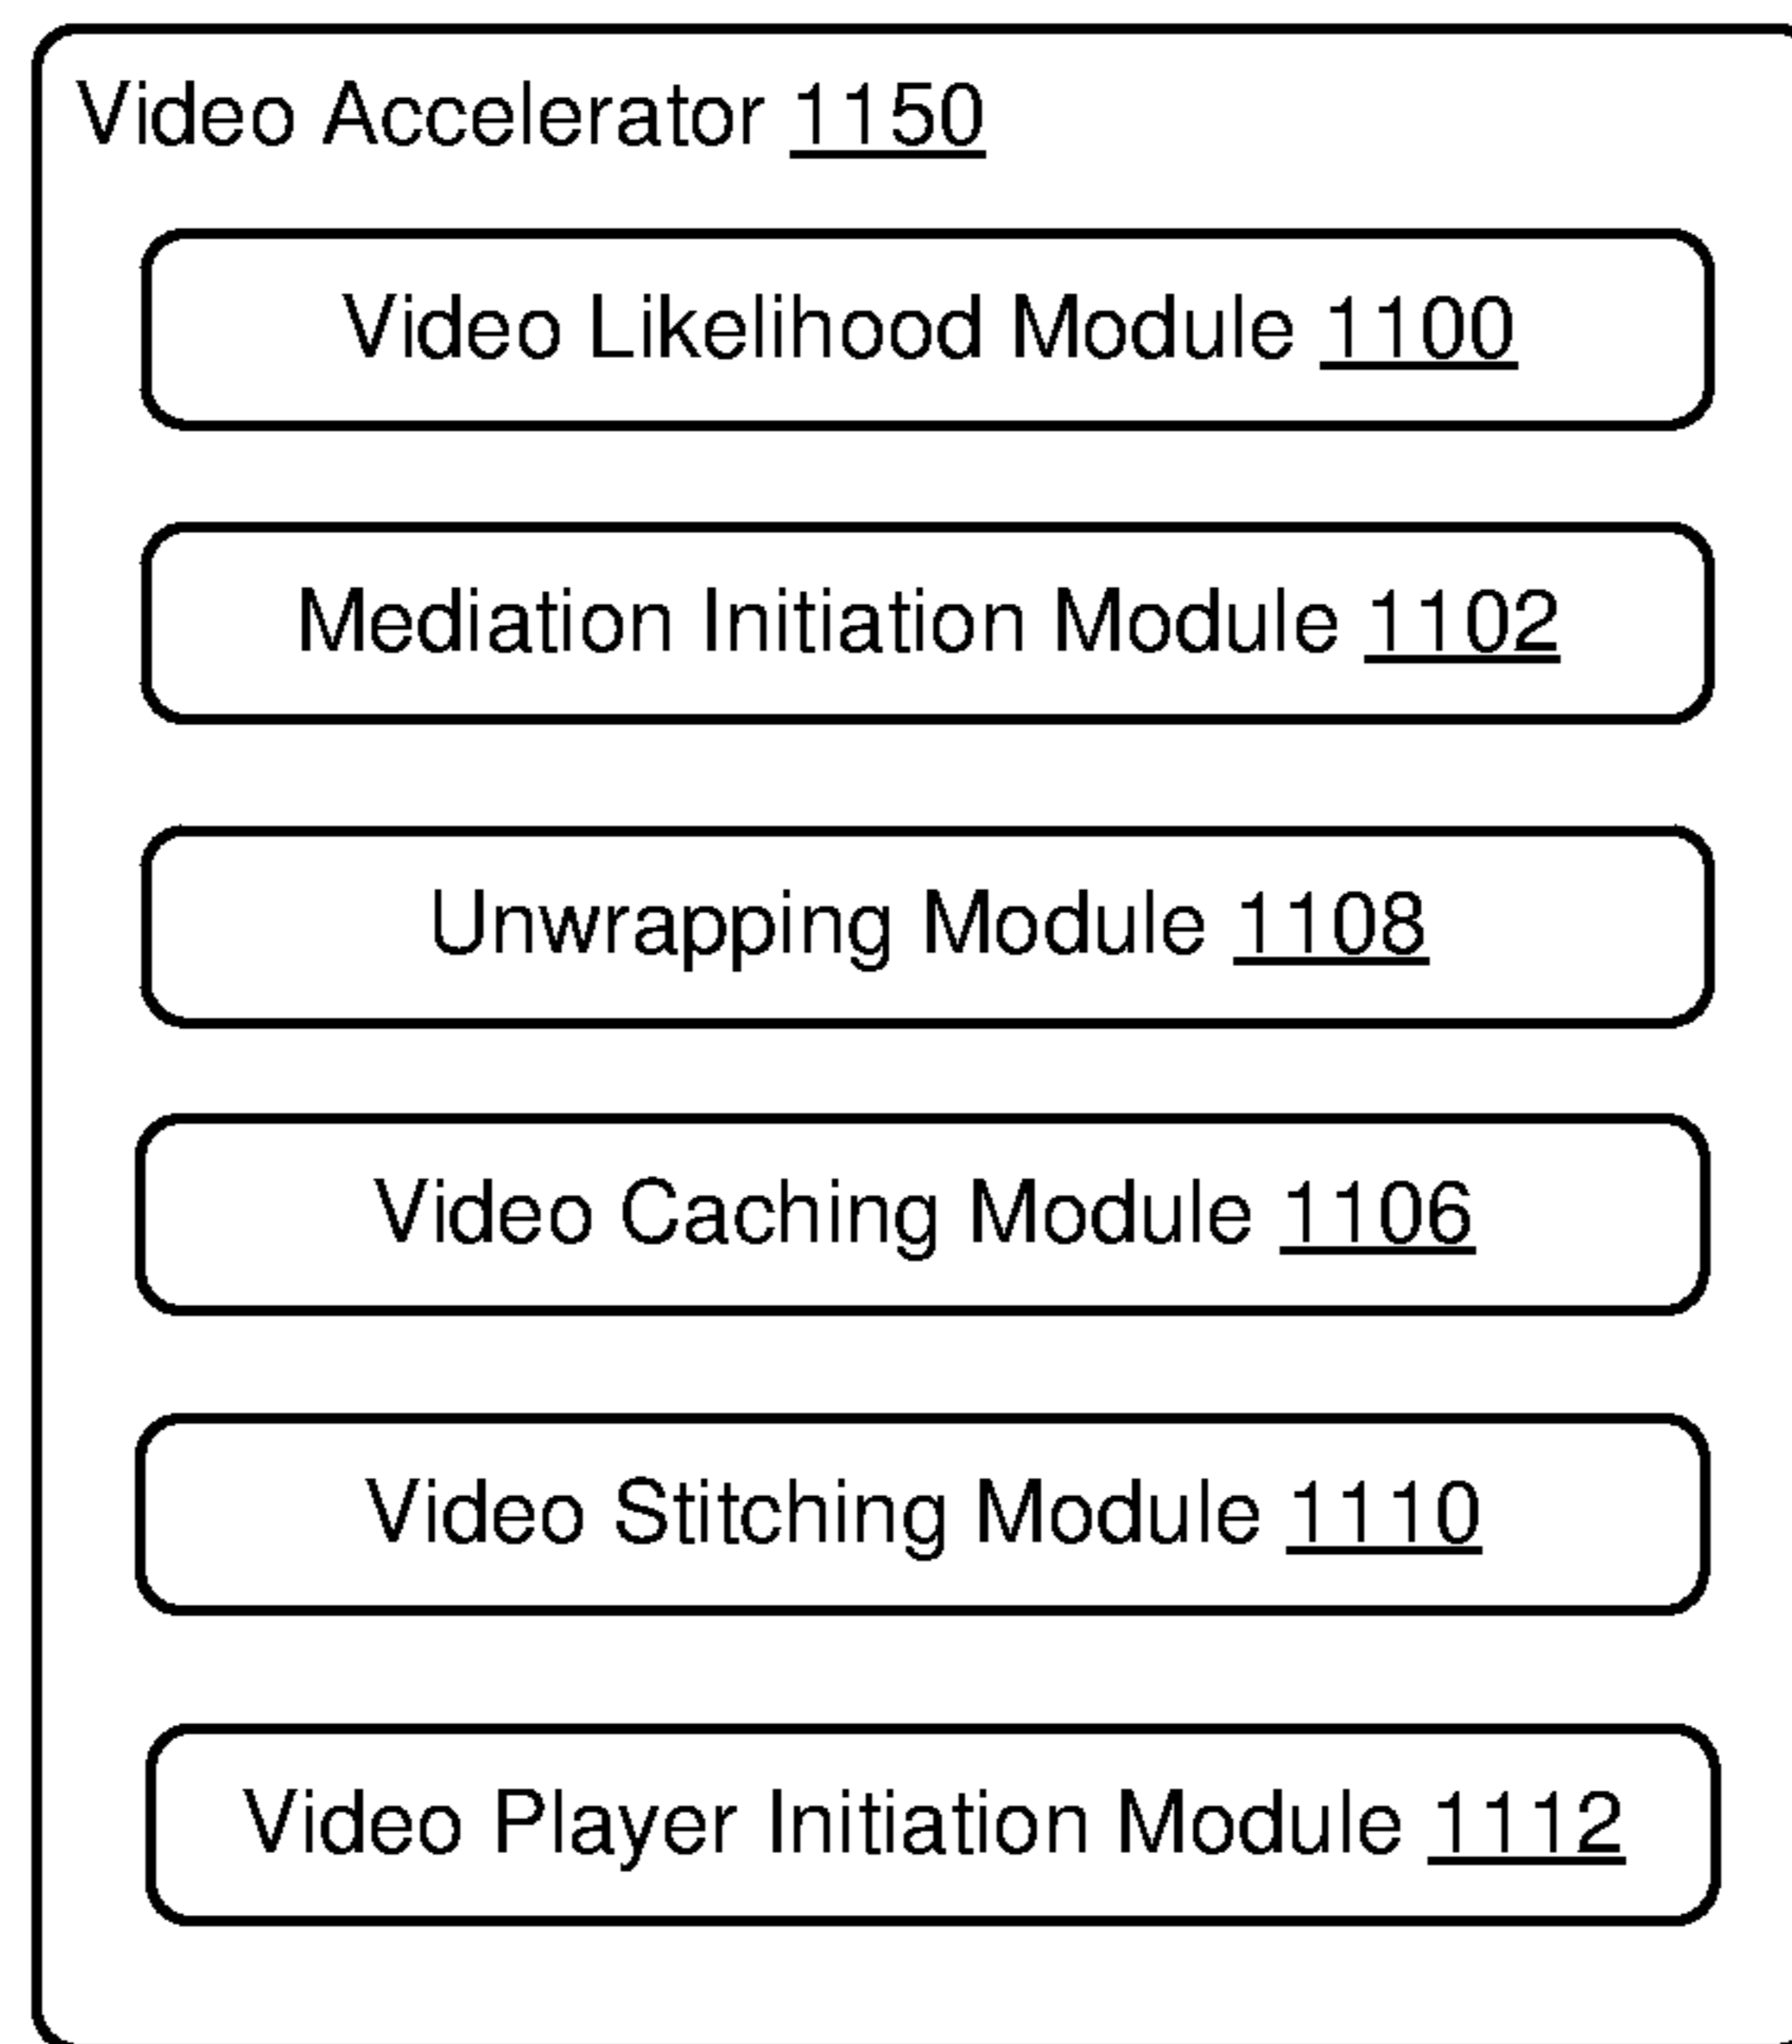 Video Accelerator 1150
Video Likelihood Module 1100
Mediation Initiation Module 1102
Unwrapping Module 1108
Video Caching Module 1106
Video Stitching Module 1110
Video Player Initiation Module 1112